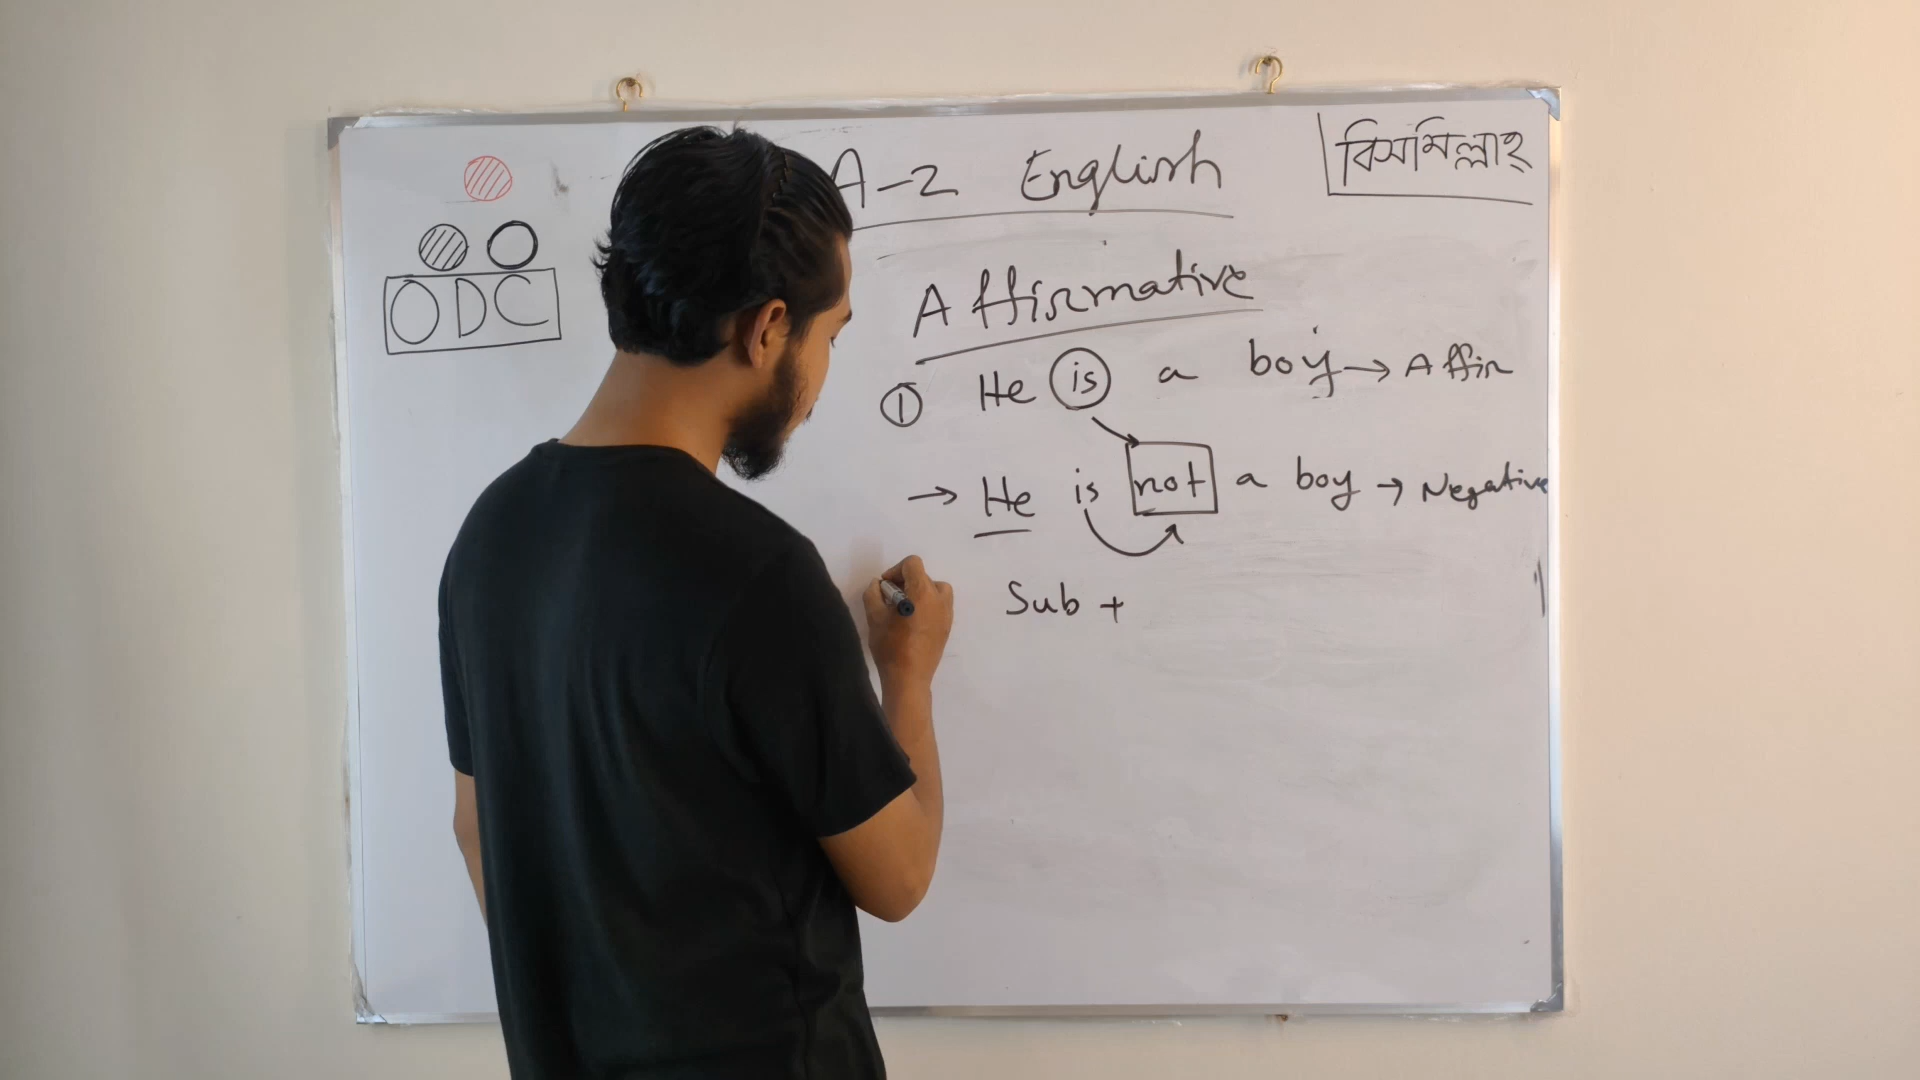 A-Z English
বিসমিল্লাহ
ODC
Affirmative
① He is a boy → Affir
→ He is not a boy → Negative
Sub +